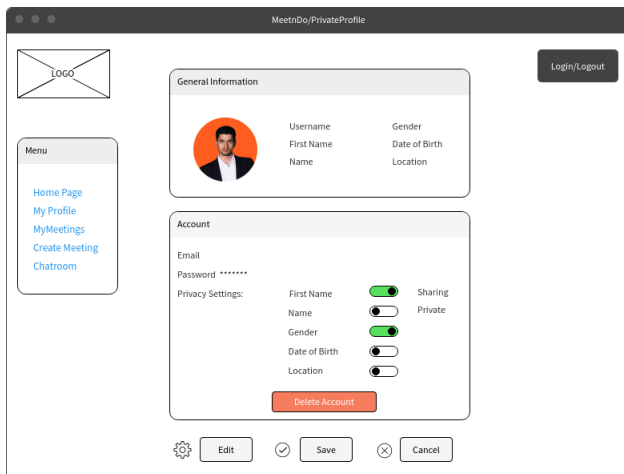 MeetnDo/PrivateProfile
LOGO
Login/Logout
Menu
Home Page
My Profile
MyMeetings
Create Meeting
Chatroom
General Information
Username Gender
First Name Date of Birth
Name Location
Account
Email
Password *******
Privacy Settings: First Name Sharing
Name Private
Gender
Date of Birth
Location
Delete Account
Edit Save Cancel